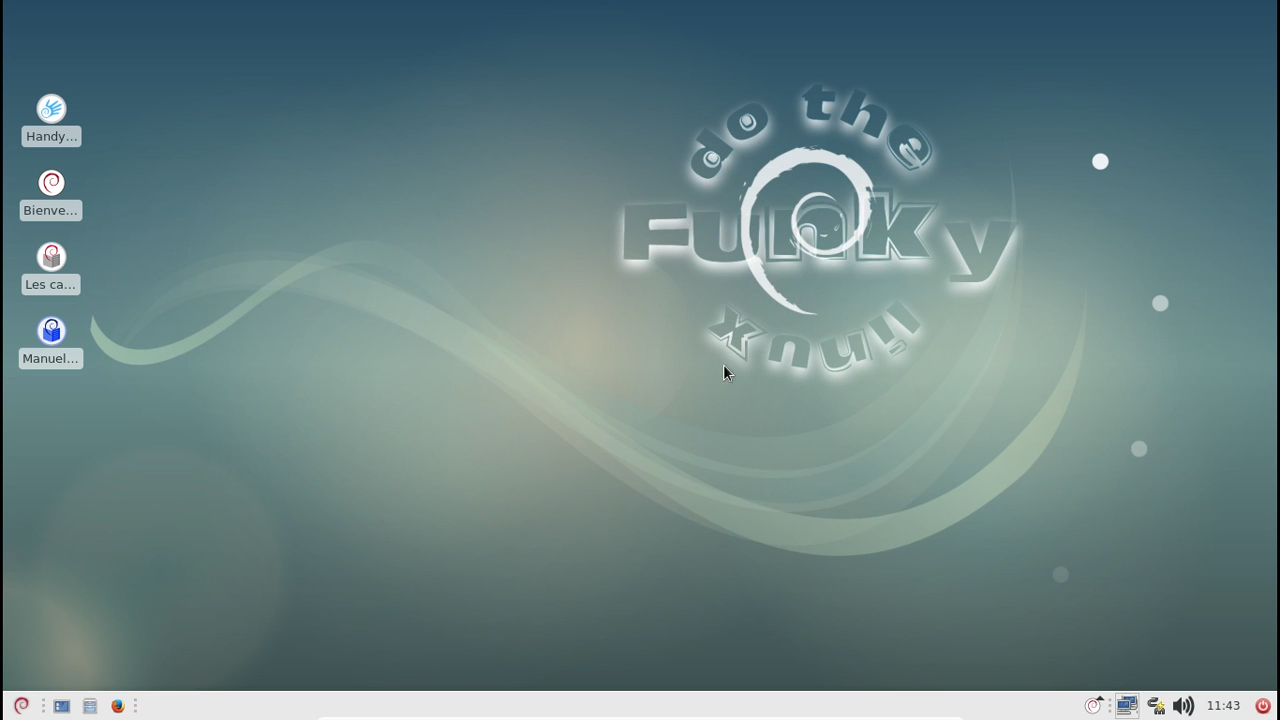 do the
Funky
linux
Handy...
Bienve...
Les ca...
Manuel...
11:43